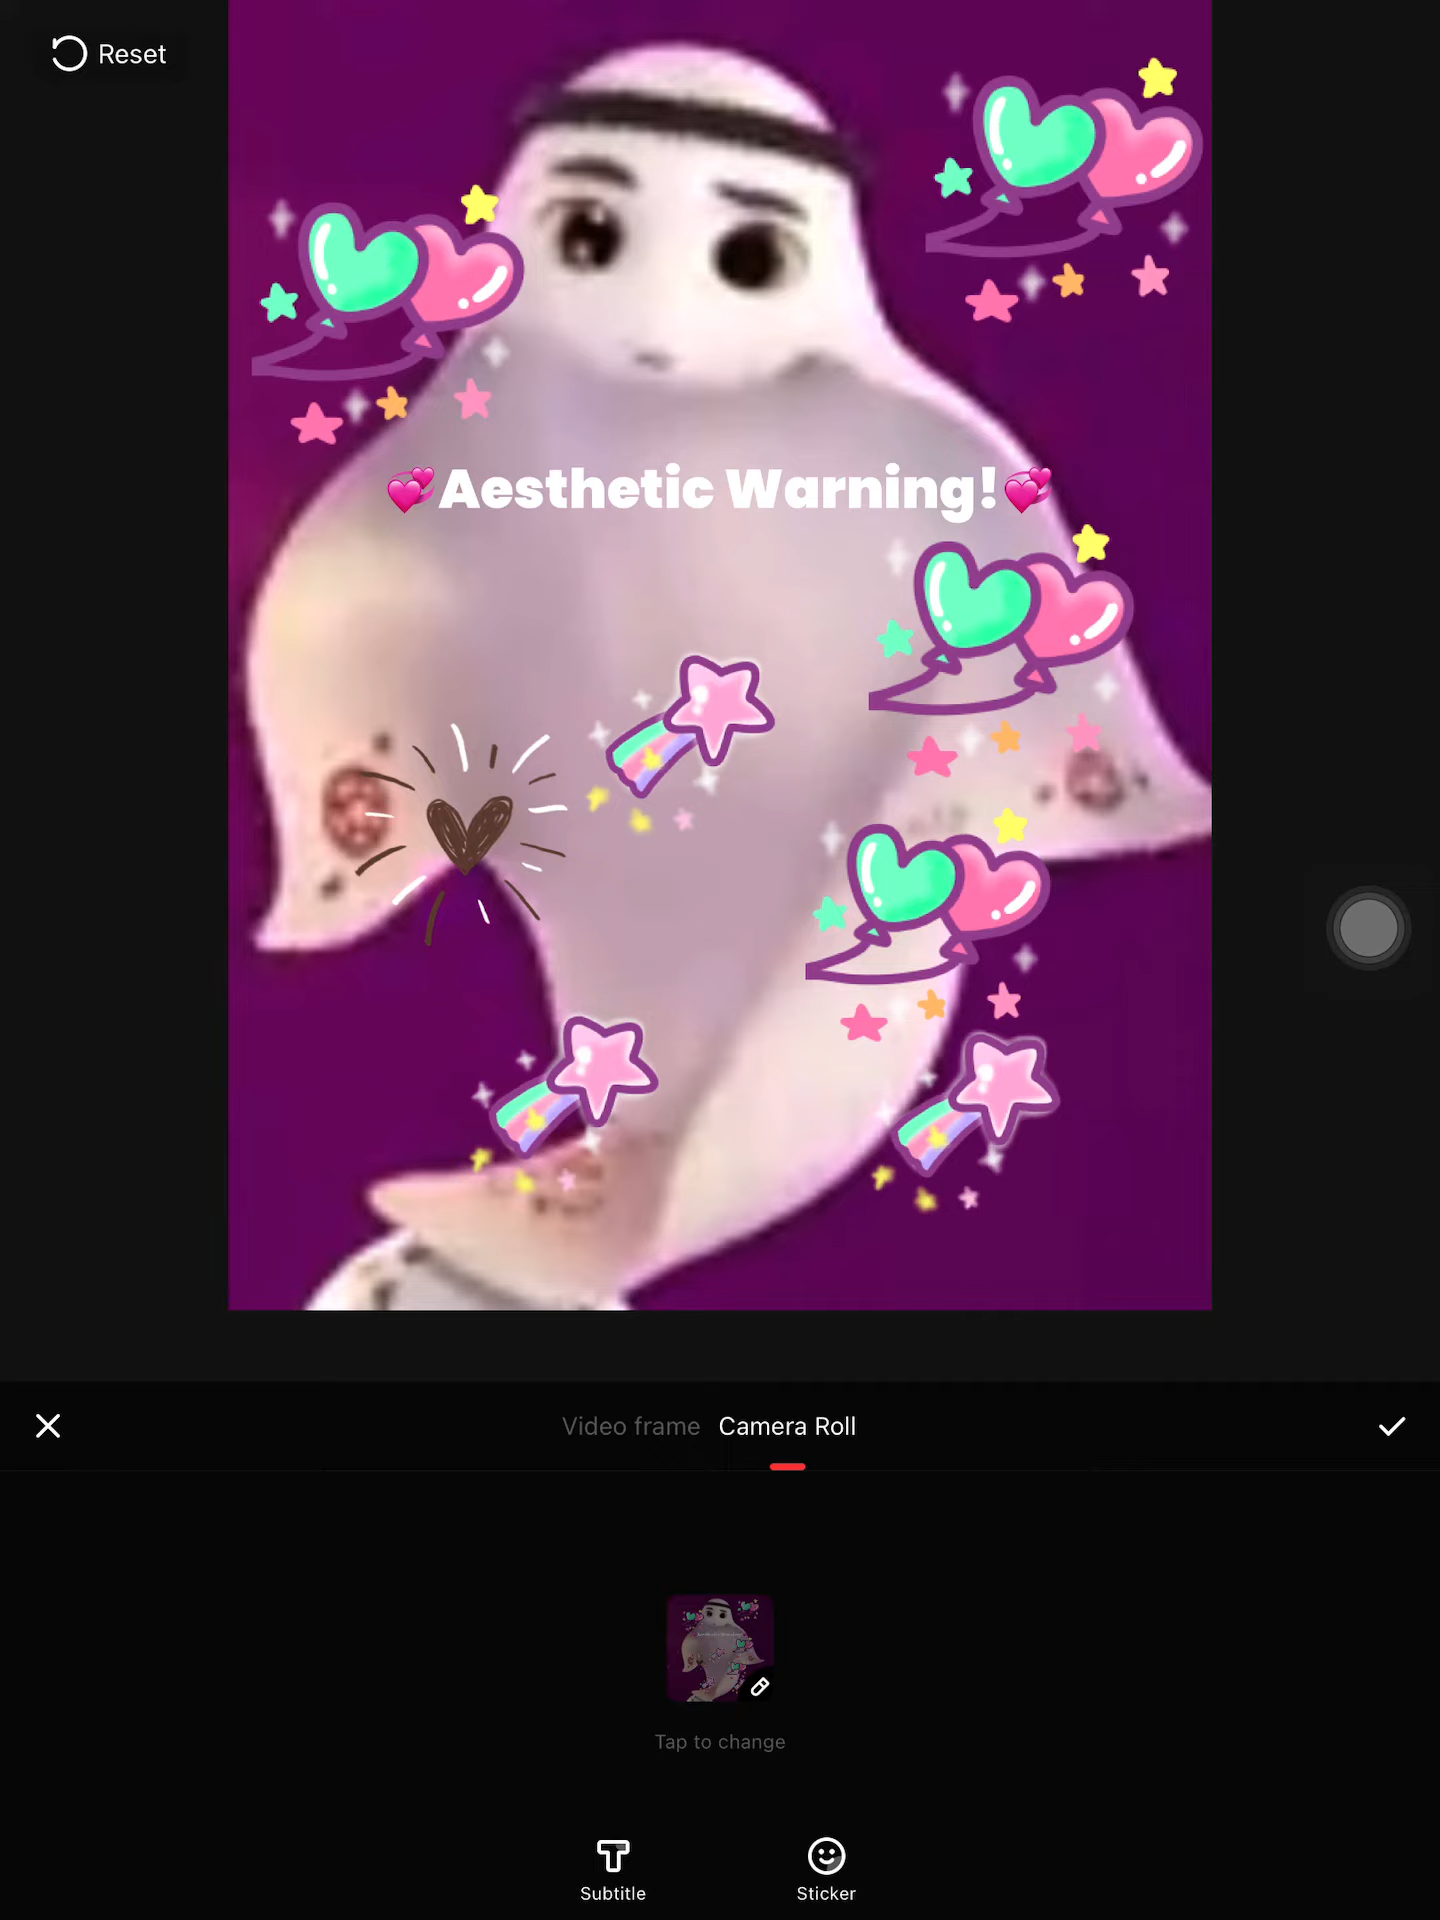 Reset
💞Aesthetic Warning!💞
Video frame Camera Roll
Tap to change
Subtitle Sticker